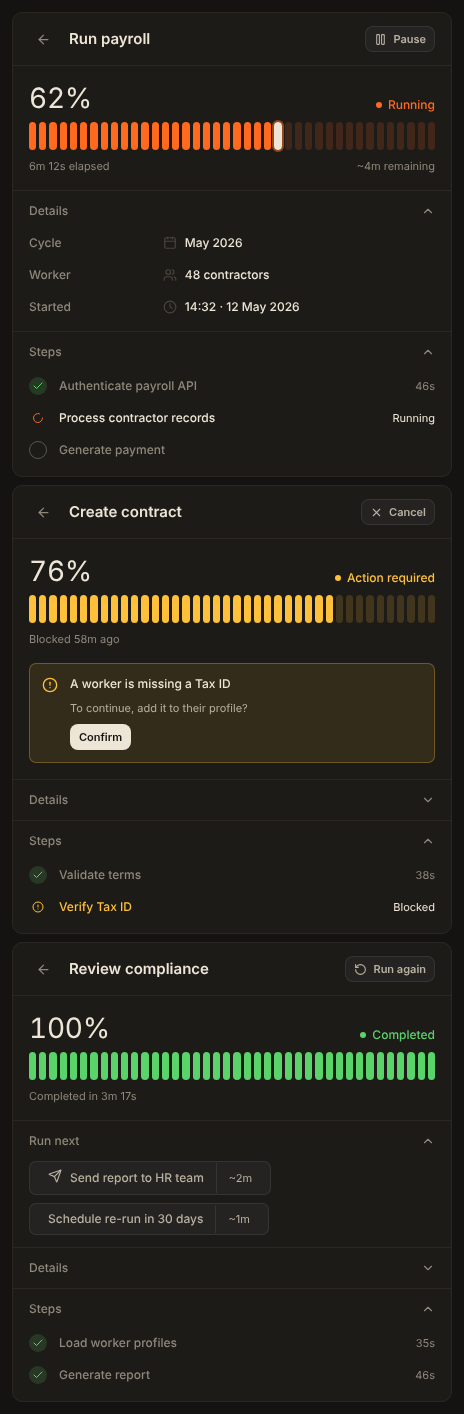 Run payroll
Pause
62%
Running
6m 12s elapsed
~4m remaining
Details
Cycle
May 2026
Worker
48 contractors
Started
14:32 · 12 May 2026
Steps
Authenticate payroll API
46s
Process contractor records
Running
Generate payment
Create contract
Cancel
76%
Action required
Blocked 58m ago
A worker is missing a Tax ID
To continue, add it to their profile?
Confirm
Details
Steps
Validate terms
38s
Verify Tax ID
Blocked
Review compliance
Run again
100%
Completed
Completed in 3m 17s
Run next
Send report to HR team
~2m
Schedule re-run in 30 days
~1m
Details
Steps
Load worker profiles
35s
Generate report
46s